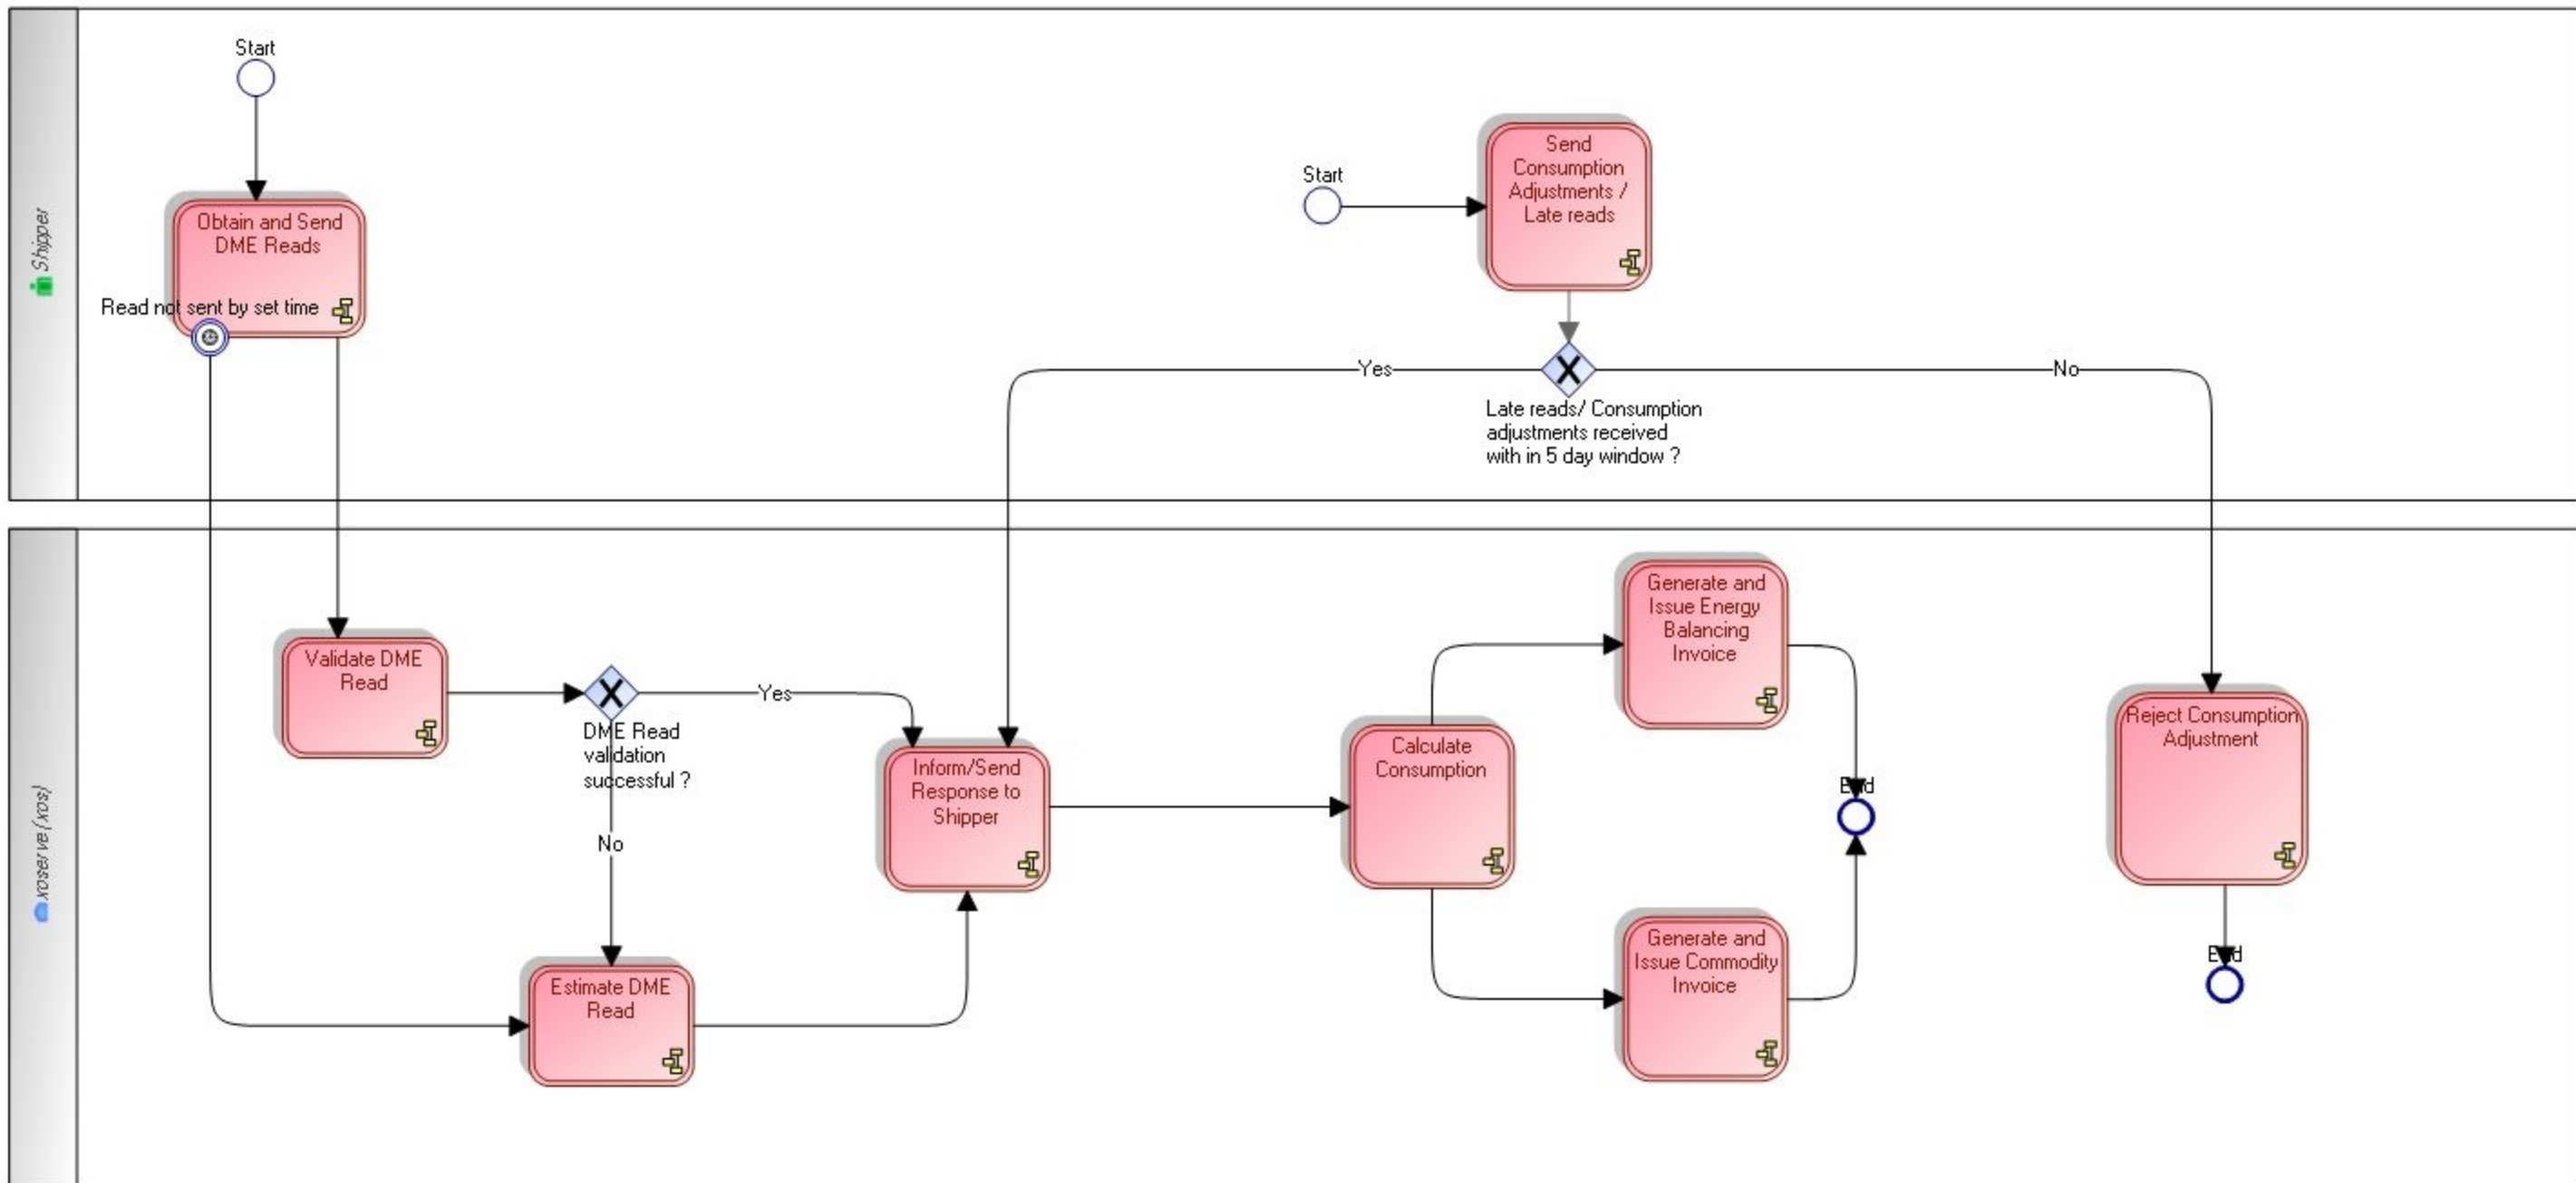 Shipper
Start
Obtain and Send
DME Reads
Read not sent by set time
Start
Send
Consumption
Adjustments /
Late reads
Yes
No
Late reads/ Consumption
adjustments received
with in 5 day window ?
xoserve{xos}
Validate DME
Read
Yes
DME Read
validation
successful ?
No
Estimate DME
Read
Inform/Send
Response to
Shipper
Calculate
Consumption
Generate and
Issue Energy
Balancing
Invoice
Generate and
Issue Commodity
Invoice
End
Reject Consumption
Adjustment
End